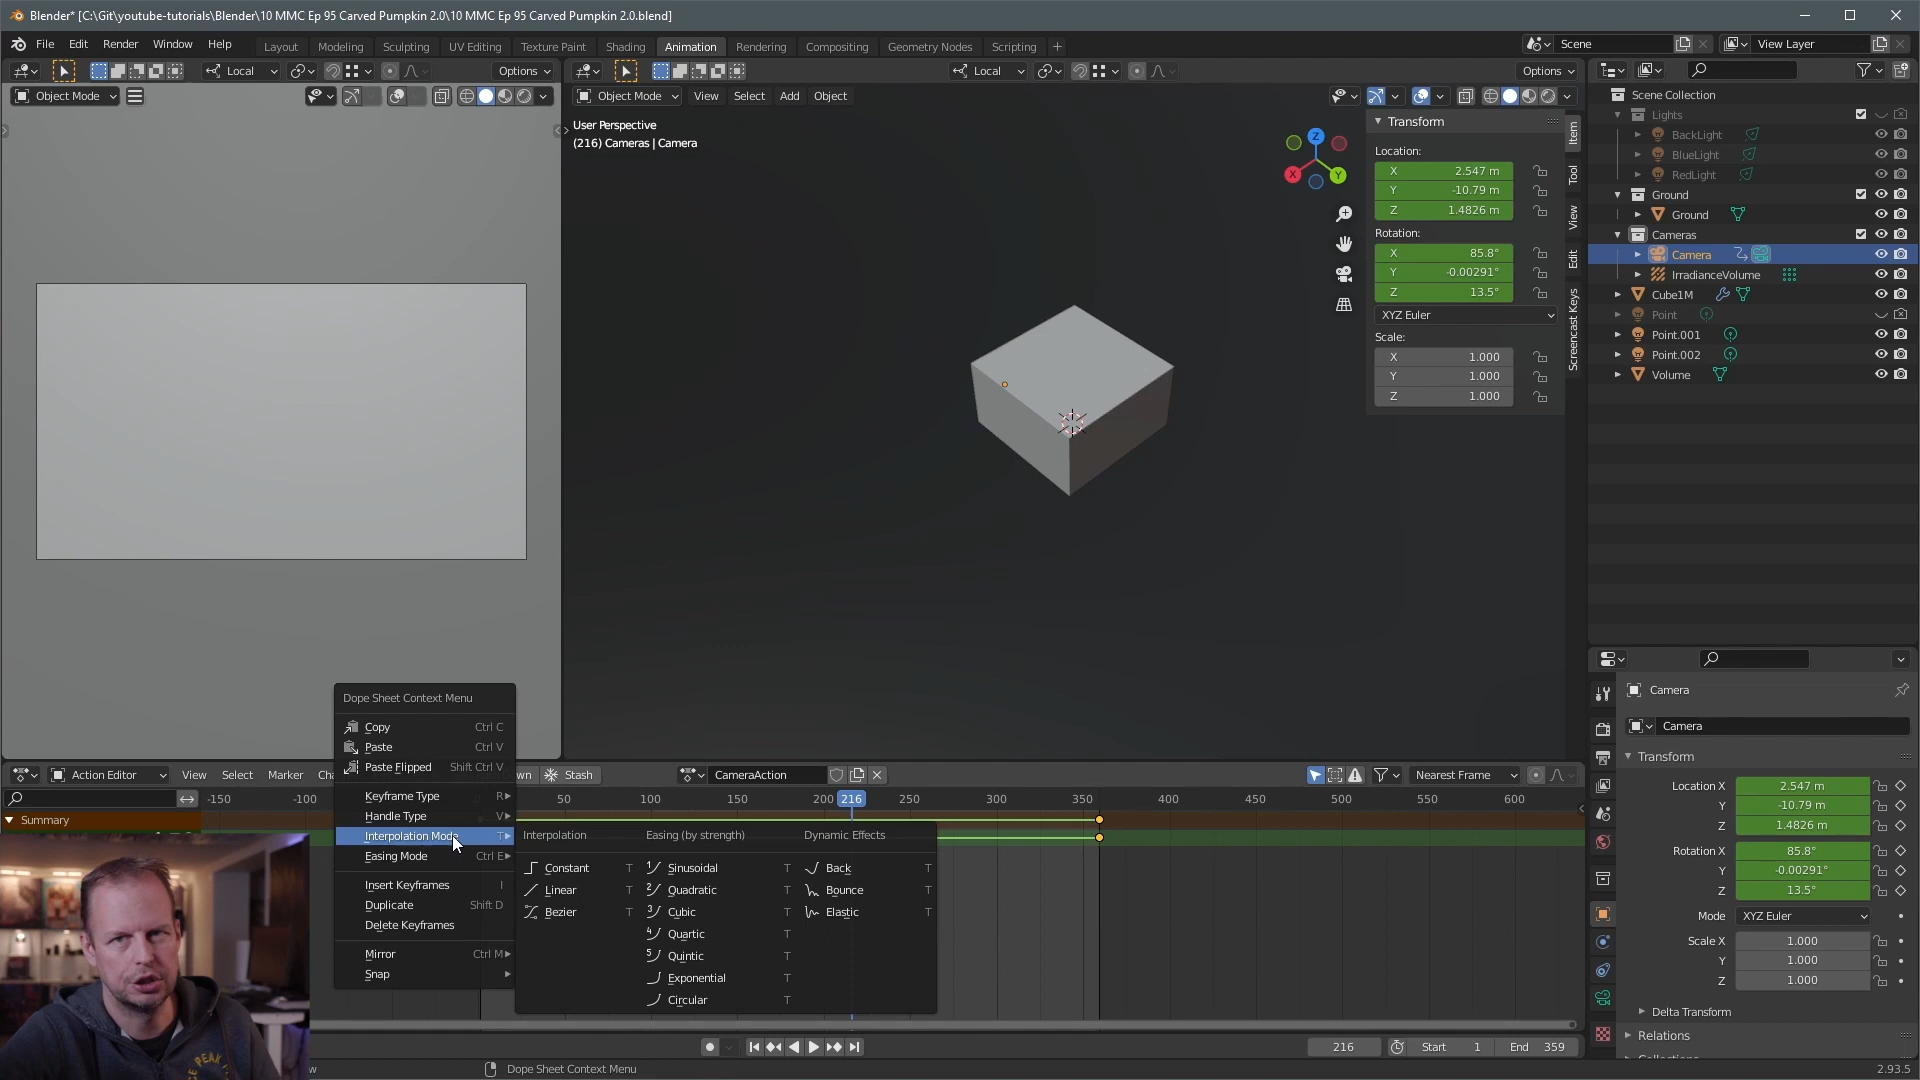 Blender* [C:\Git\youtube-tutorials\Blender\10 MMC Ep 95 Carved Pumpkin 2.0\10 MMC Ep 95 Carved Pumpkin 2.0.blend]
File Edit Render Window Help Layout Modeling Sculpting UV Editing Texture Paint Shading Animation Rendering Compositing Geometry Nodes Scripting + Scene View Layer
Local Options Local Options
Object Mode Object Mode View Select Add Object
User Perspective
(216) Cameras | Camera
Transform
Location:
X 2.547 m
Y -10.79 m
Z 1.4826 m
Rotation:
X 85.8°
Y -0.00291°
Z 13.5°
XYZ Euler
Scale:
X 1.000
Y 1.000
Z 1.000
Item
Tool
View
Edit
Screencast Keys
Z
X
Y
Scene Collection
Lights
BackLight
BlueLight
RedLight
Ground
Ground
Cameras
Camera
IrradianceVolume
Cube1M
Point
Point.001
Point.002
Volume
Camera
Camera
Transform
Location X 2.547 m
Y -10.79 m
Z 1.4826 m
Rotation X 85.8°
Y -0.00291°
Z 13.5°
Mode XYZ Euler
Scale X 1.000
Y 1.000
Z 1.000
Delta Transform
Relations
Dope Sheet Context Menu
Copy Ctrl C
Paste Ctrl V
Paste Flipped Shift Ctrl V
Keyframe Type R
Handle Type V
Interpolation Mode T
Easing Mode Ctrl E
Insert Keyframes I
Duplicate Shift D
Delete Keyframes
Mirror Ctrl M
Snap
Action Editor View Select Marker Cha wn Stash CameraAction Nearest Frame
-150 -100 50 100 150 200 216 250 300 350 400 450 500 550 600
Summary
Interpolation Easing (by strength) Dynamic Effects
Constant T Sinusoidal T Back T
Linear T Quadratic T Bounce T
Bezier T Cubic T Elastic T
Quartic T
Quintic T
Exponential T
Circular T
216 Start 1 End 359
Dope Sheet Context Menu
2.93.5